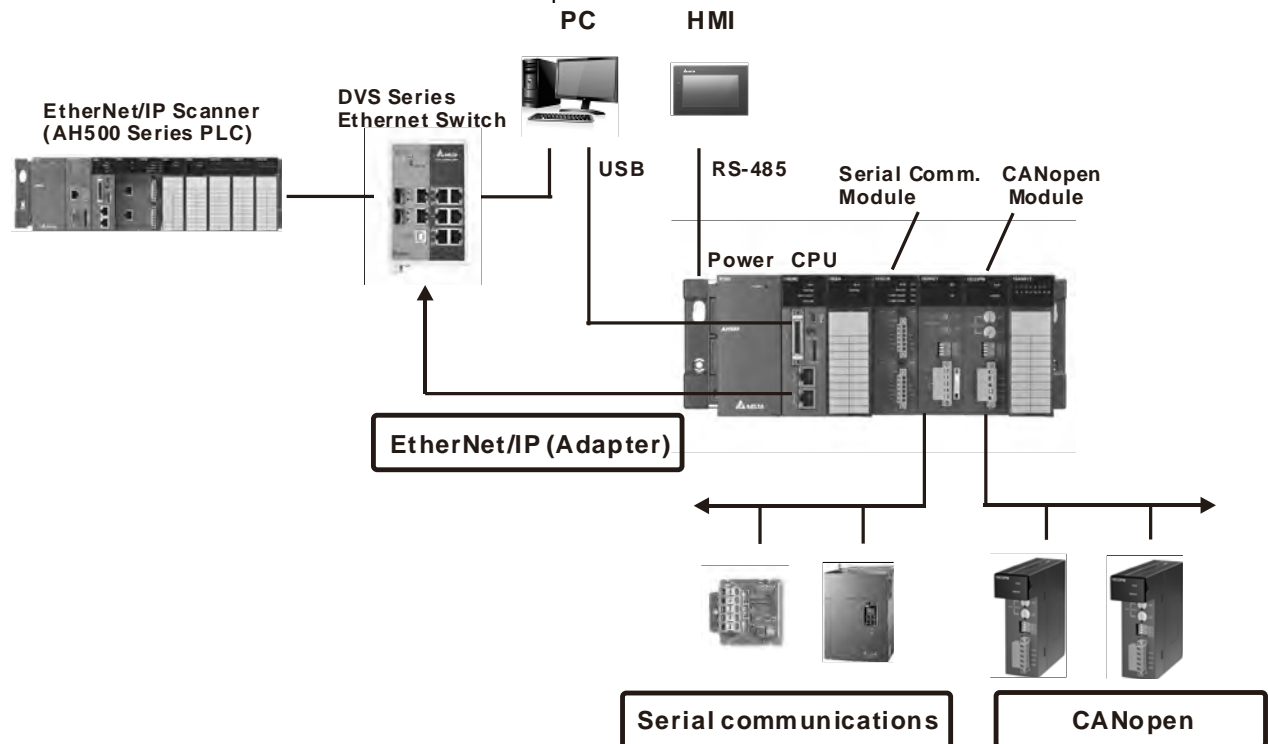 PC
HMI
EtherNet/IP Scanner
(AH500 Series PLC)
DVS Series
Ethernet Switch
USB
RS-485
Serial Comm.
Module
CANopen
Module
Power
CPU
EtherNet/IP (Adapter)
Serial communications
CANopen